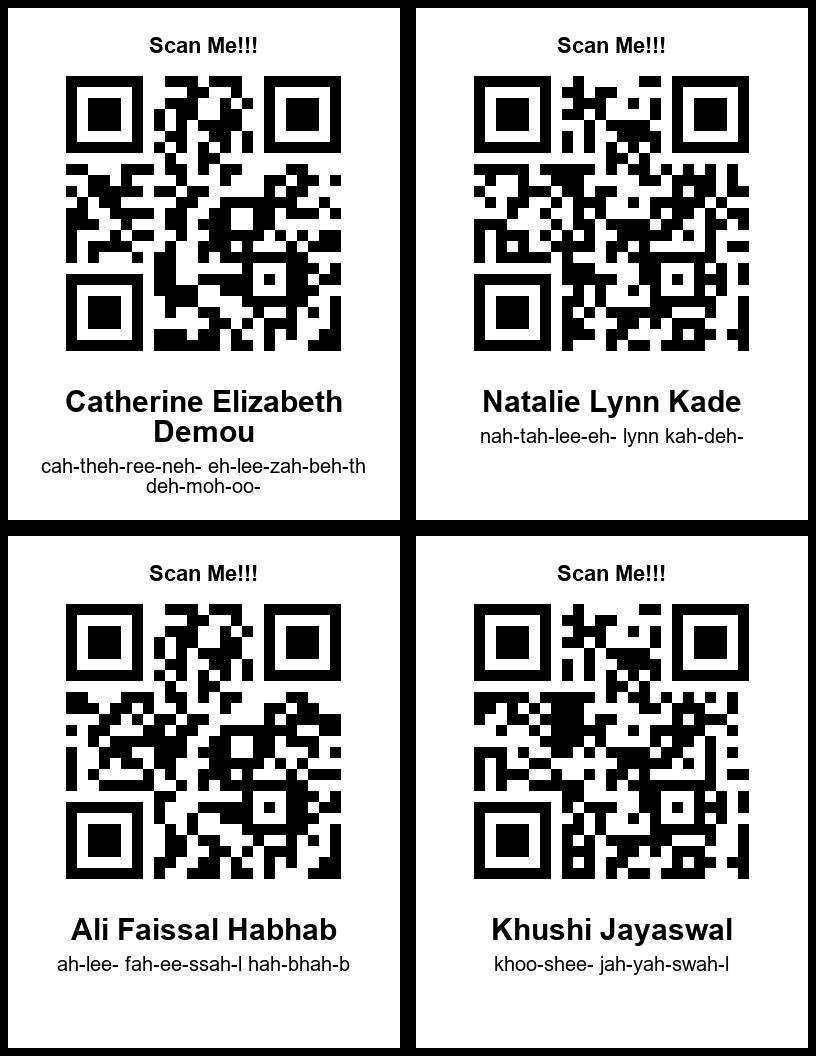 Scan Me!!!
Catherine Elizabeth
Demou
cah-theh-ree-neh- eh-lee-zah-beh-th
deh-moh-oo-
Scan Me!!!
Natalie Lynn Kade
nah-tah-lee-eh- lynn kah-deh-
Scan Me!!!
Ali Faissal Habhab
ah-lee- fah-ee-ssah-l hah-bhah-b
Scan Me!!!
Khushi Jayaswal
khoo-shee- jah-yah-swah-l